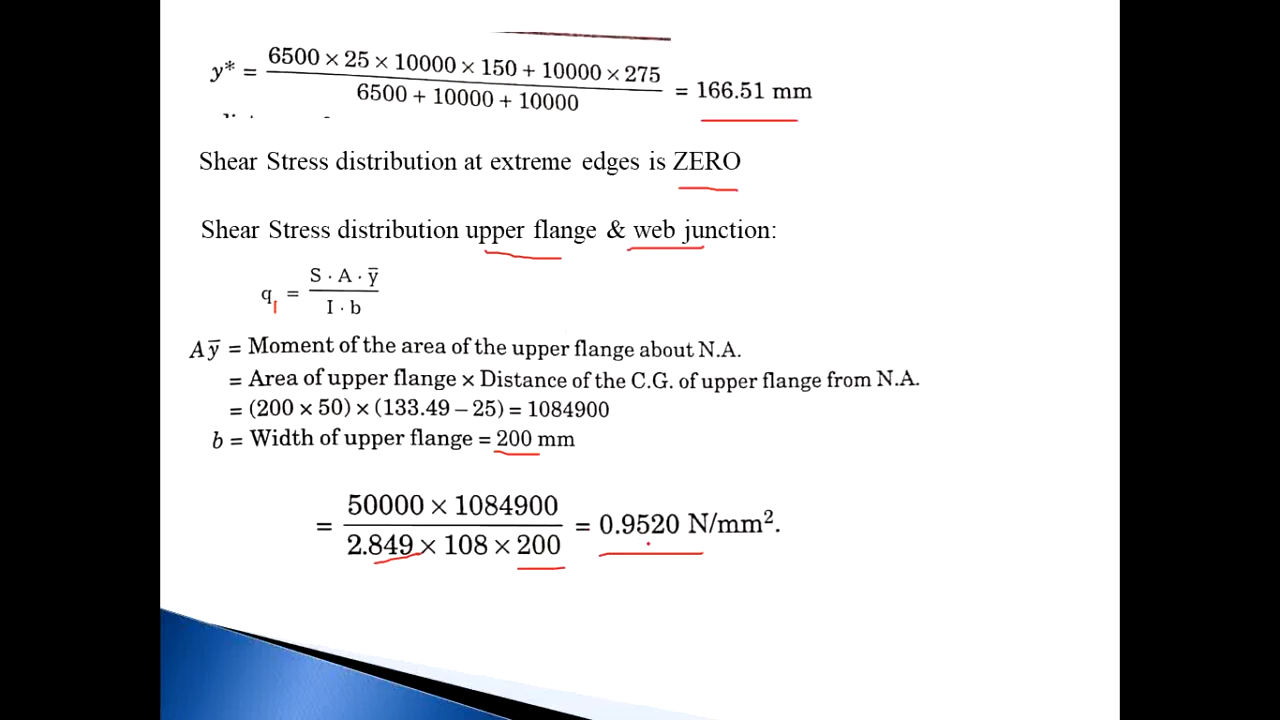 y* = 6500 × 25 × 10000 × 150 + 10000 × 275 / 6500 + 10000 + 10000 = 166.51 mm
Shear Stress distribution at extreme edges is ZERO
Shear Stress distribution upper flange & web junction:
q₁ = S · A · ȳ / I · b
Aȳ = Moment of the area of the upper flange about N.A.
= Area of upper flange × Distance of the C.G. of upper flange from N.A.
= (200 × 50) × (133.49 – 25) = 1084900
b = Width of upper flange = 200 mm
= 50000 × 1084900 / 2.849 × 108 × 200 = 0.9520 N/mm².